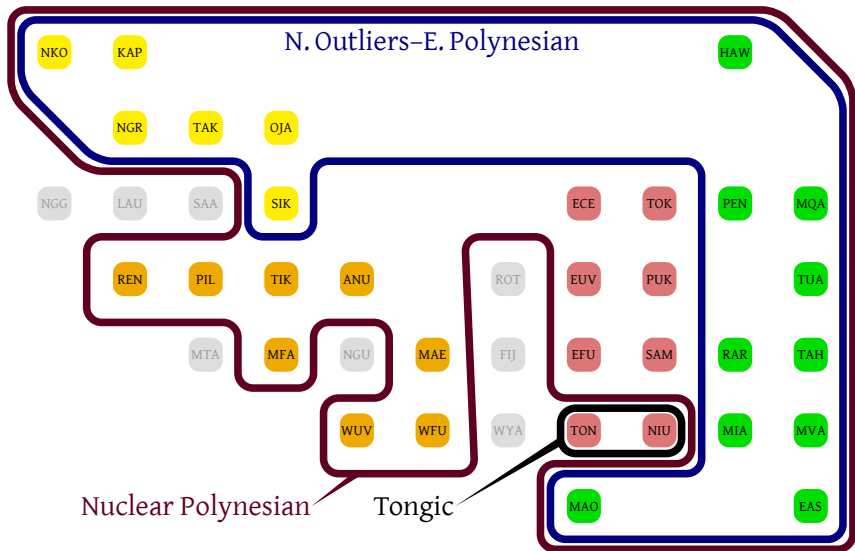 N. Outliers–E. Polynesian
NKO KAP HAW
NGR TAK OJA
NGG LAU SAA SIK ECE TOK PEN MQA
REN PIL TIK ANU ROT EUV PUK TUA
MTA MFA NGU MAE FIJ EFU SAM RAR TAH
WUV WFU WYA TON NIU MIA MVA
Nuclear Polynesian Tongic MAO EAS